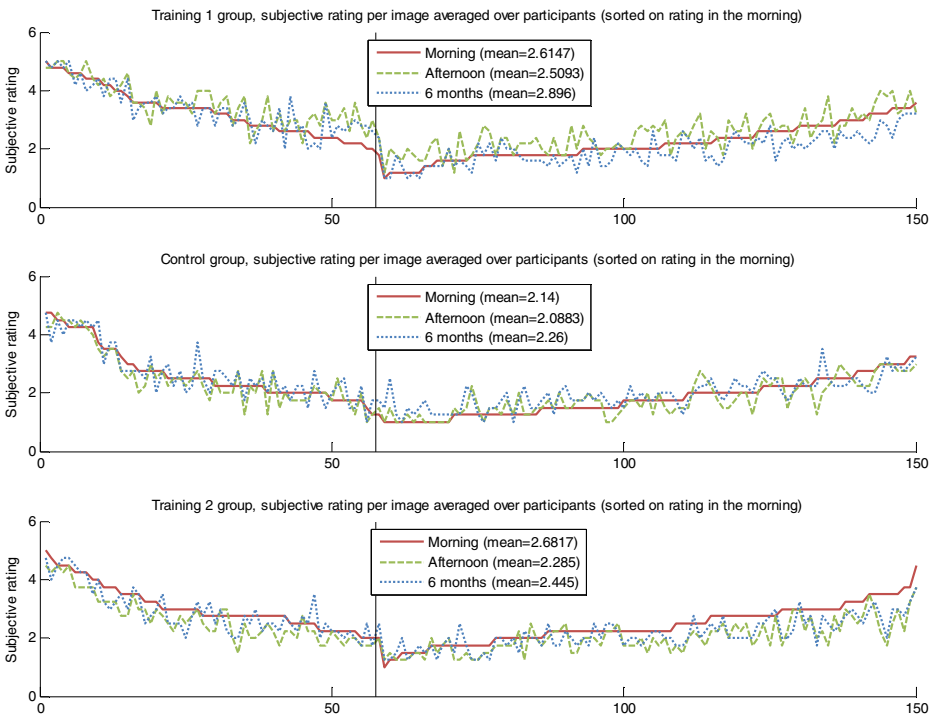 Training 1 group, subjective rating per image averaged over participants (sorted on rating in the morning)
6
4
2
0
Subjective rating
Morning (mean=2.6147)
Afternoon (mean=2.5093)
6 months (mean=2.896)
0
50
100
150
Control group, subjective rating per image averaged over participants (sorted on rating in the morning)
6
4
2
0
Subjective rating
Morning (mean=2.14)
Afternoon (mean=2.0883)
6 months (mean=2.26)
0
50
100
150
Training 2 group, subjective rating per image averaged over participants (sorted on rating in the morning)
6
4
2
0
Subjective rating
Morning (mean=2.6817)
Afternoon (mean=2.285)
6 months (mean=2.445)
0
50
100
150